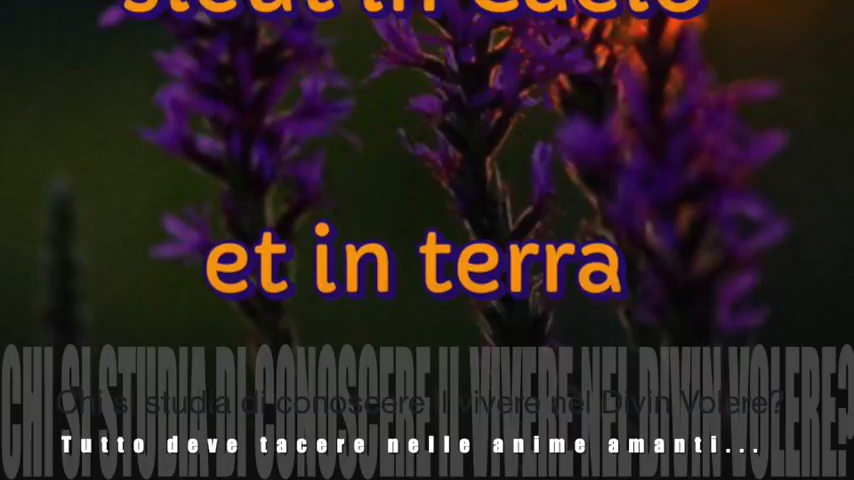 sicut in Caelo
et in terra
CHI SI STUDIA DI CONOSCERE IL VIVERE NEL DIVIN VOLERE?
Chi si studia di conoscere il vivere nel Divin Volere?
Tutto deve tacere nelle anime amanti...